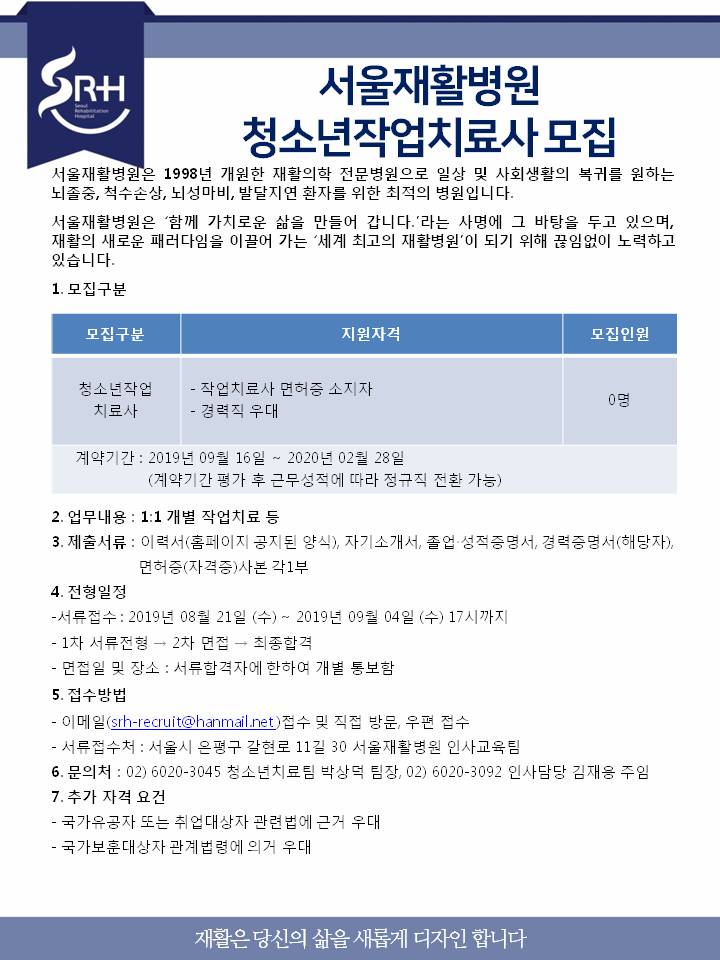 SRH
Seoul
Rehabilitation
Hospital
서울재활병원
청소년작업치료사 모집
서울재활병원은 1998년 개원한 재활의학 전문병원으로 일상 및 사회생활의 복귀를 원하는
뇌졸중, 척수손상, 뇌성마비, 발달지연 환자를 위한 최적의 병원입니다.
서울재활병원은 ‘함께 가치로운 삶을 만들어 갑니다.’라는 사명에 그 바탕을 두고 있으며,
재활의 새로운 패러다임을 이끌어 가는 ‘세계 최고의 재활병원’이 되기 위해 끊임없이 노력하고
있습니다.
1. 모집구분
모집구분 지원자격 모집인원
청소년작업
치료사
- 작업치료사 면허증 소지자
- 경력직 우대
0명
계약기간 : 2019년 09월 16일 ~ 2020년 02월 28일
(계약기간 평가 후 근무성적에 따라 정규직 전환 가능)
2. 업무내용 : 1:1 개별 작업치료 등
3. 제출서류 : 이력서(홈페이지 공지된 양식), 자기소개서, 졸업·성적증명서, 경력증명서(해당자),
면허증(자격증)사본 각1부
4. 전형일정
-서류접수 : 2019년 08월 21일 (수) ~ 2019년 09월 04일 (수) 17시까지
- 1차 서류전형 → 2차 면접 → 최종합격
- 면접일 및 장소 : 서류합격자에 한하여 개별 통보함
5. 접수방법
- 이메일(srh-recruit@hanmail.net )접수 및 직접 방문, 우편 접수
- 서류접수처 : 서울시 은평구 갈현로 11길 30 서울재활병원 인사교육팀
6. 문의처 : 02) 6020-3045 청소년치료팀 박상덕 팀장, 02) 6020-3092 인사담당 김재웅 주임
7. 추가 자격 요건
- 국가유공자 또는 취업대상자 관련법에 근거 우대
- 국가보훈대상자 관계법령에 의거 우대
재활은 당신의 삶을 새롭게 디자인 합니다